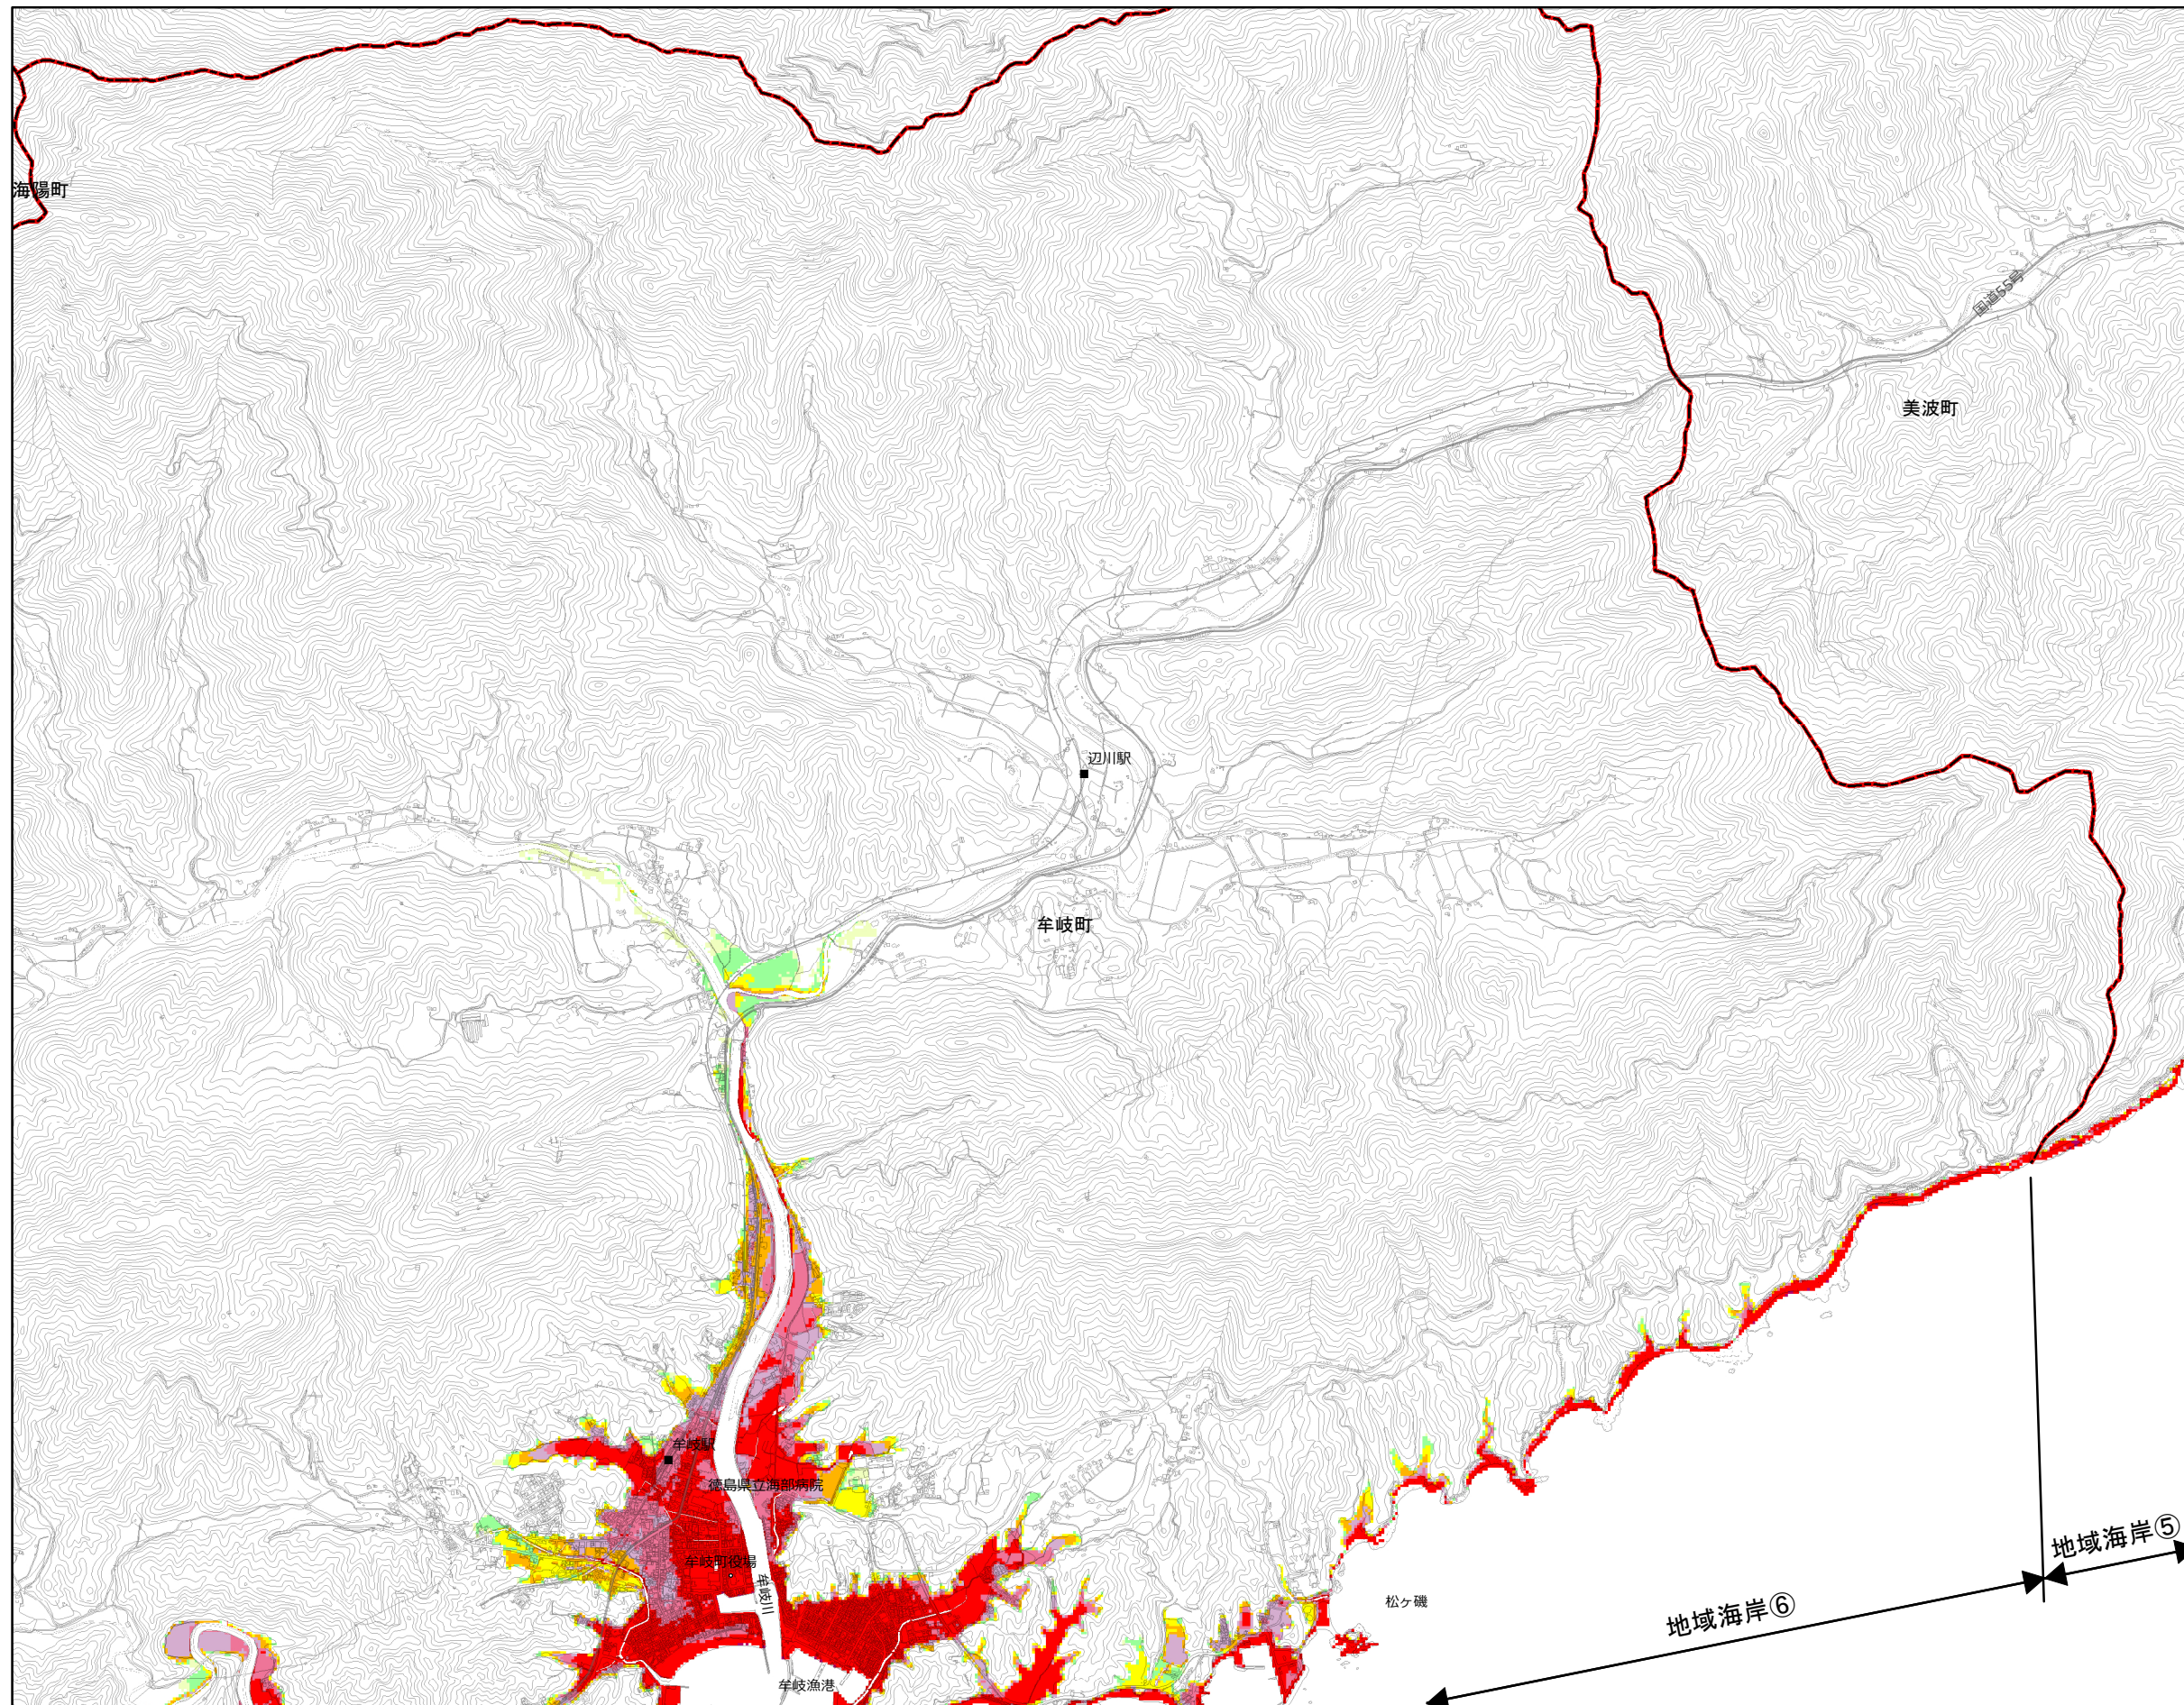 海陽町
国道55号
美波町
辺川駅
牟岐町
牟岐駅
徳島県立海部病院
牟岐町役場
牟岐川
松ヶ磯
牟岐漁港
地域海岸⑤
地域海岸⑥